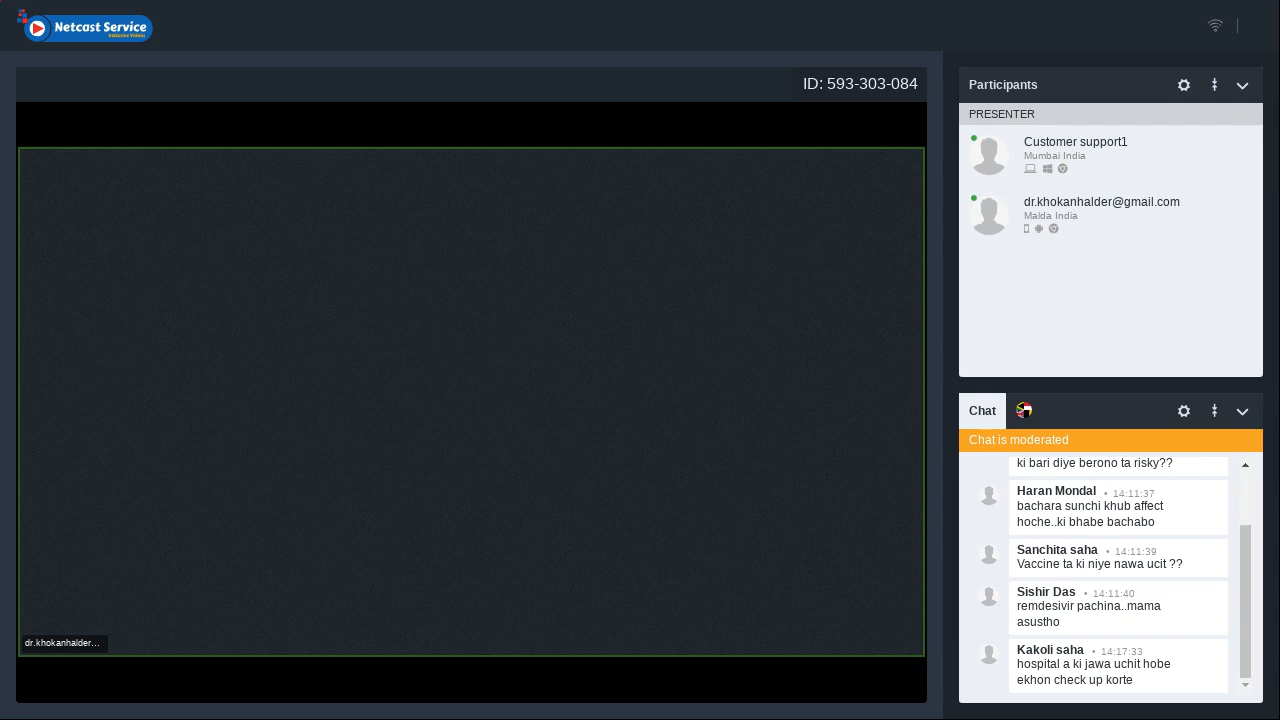 Netcast Service
Inklusive Videos
ID: 593-303-084
dr.khokanhalder...
Participants
PRESENTER
Customer support1
Mumbai India
dr.khokanhalder@gmail.com
Malda India
Chat
Chat is moderated
ki bari diye berono ta risky??
Haran Mondal • 14:11:37
bachara sunchi khub affect
hoche..ki bhabe bachabo
Sanchita saha • 14:11:39
Vaccine ta ki niye nawa ucit ??
Sishir Das • 14:11:40
remdesivir pachina..mama
asustho
Kakoli saha • 14:17:33
hospital a ki jawa uchit hobe
ekhon check up korte